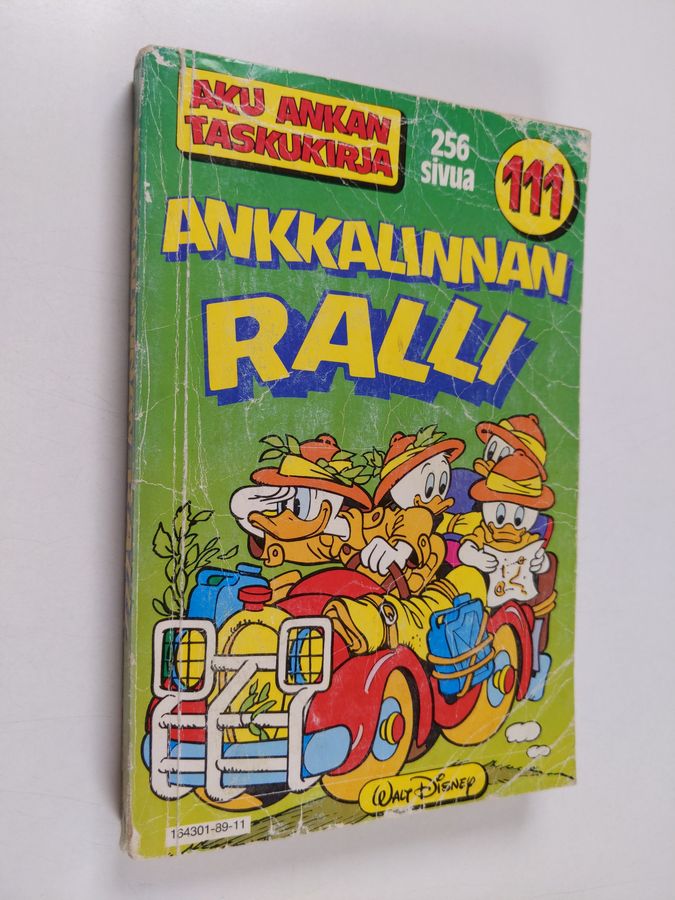 AKU ANKAN
TASKUKIRJA
256
sivua
111
ANKKALINNAN
RALLI
WALT DISNEY
164301-89-11